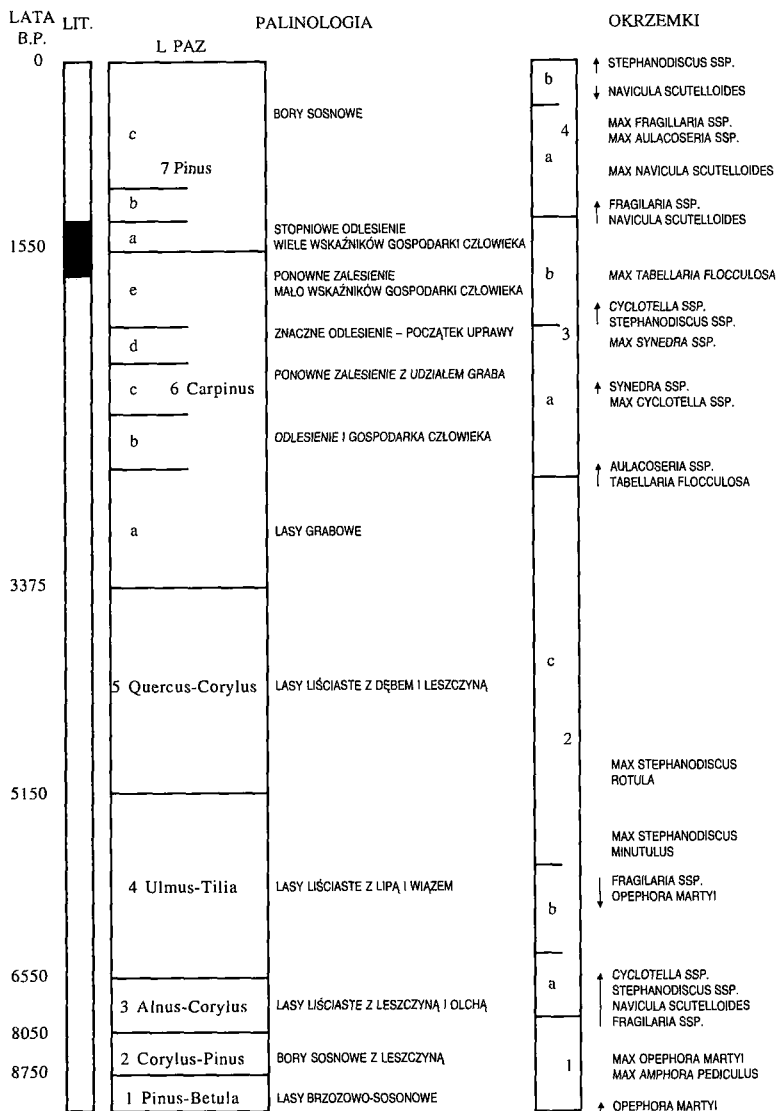 LATA LIT. PALINOLOGIA OKRZEMKI
B.P.
L PAZ
0
b
↑ STEPHANODISCUS SSP.
↓ NAVICULA SCUTELLOIDES
c
7 Pinus
BORY SOSNOWE
4
a
MAX FRAGILLARIA SSP.
MAX AULACOSERIA SSP.
MAX NAVICULA SCUTELLOIDES
b
↑ FRAGILARIA SSP.
NAVICULA SCUTELLOIDES
a
STOPNIOWE ODLESIENIE
WIELE WSKAŹNIKÓW GOSPODARKI CZŁOWIEKA
1550
e
PONOWNE ZALESIENIE
MAŁO WSKAŹNIKÓW GOSPODARKI CZŁOWIEKA
b
MAX TABELLARIA FLOCCULOSA
↑ CYCLOTELLA SSP.
STEPHANODISCUS SSP.
d
ZNACZNE ODLESIENIE – POCZĄTEK UPRAWY
3
MAX SYNEDRA SSP.
c
6 Carpinus
PONOWNE ZALESIENIE Z UDZIAŁEM GRABA
a
↑ SYNEDRA SSP.
MAX CYCLOTELLA SSP.
b
ODLESIENIE I GOSPODARKA CZŁOWIEKA
↑ AULACOSERIA SSP.
TABELLARIA FLOCCULOSA
a
LASY GRABOWE
3375
5 Quercus-Corylus
LASY LIŚCIASTE Z DĘBEM I LESZCZYNĄ
c
2
MAX STEPHANODISCUS
ROTULA
5150
MAX STEPHANODISCUS
MINUTULUS
4 Ulmus-Tilia
LASY LIŚCIASTE Z LIPĄ I WIĄZEM
b
↓ FRAGILARIA SSP.
OPEPHORA MARTYI
6550
a
↑ CYCLOTELLA SSP.
STEPHANODISCUS SSP.
NAVICULA SCUTELLOIDES
FRAGILARIA SSP.
3 Alnus-Corylus
LASY LIŚCIASTE Z LESZCZYNĄ I OLCHĄ
8050
2 Corylus-Pinus
BORY SOSNOWE Z LESZCZYNĄ
1
MAX OPEPHORA MARTYI
MAX AMPHORA PEDICULUS
8750
1 Pinus-Betula
LASY BRZOZOWO-SOSONOWE
↑ OPEPHORA MARTYI